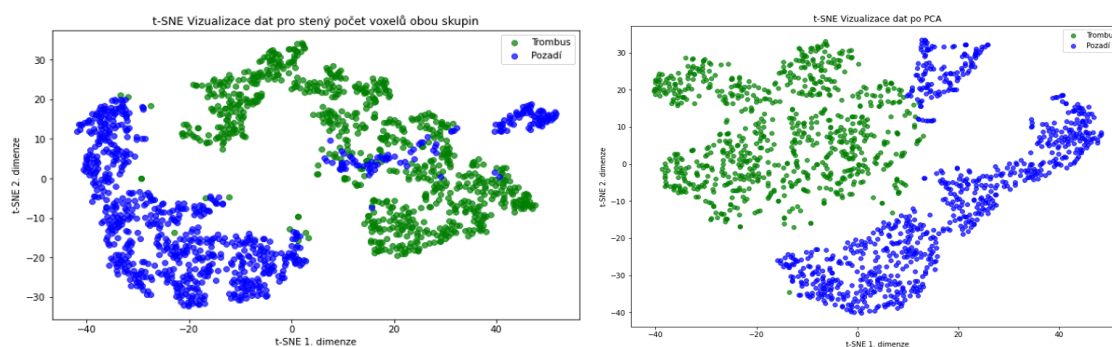 t-SNE Vizualizace dat pro stený počet voxelů obou skupin
Trombus
Pozadí
t-SNE 2. dimenze
30
20
10
0
−10
−20
−30
−40
−20
0
20
40
t-SNE 1. dimenze
t-SNE Vizualizace dat po PCA
Trombus
Pozadí
t-SNE 2. dimenze
30
20
10
0
−10
−20
−30
−40
−40
−20
0
20
40
t-SNE 1. dimenze